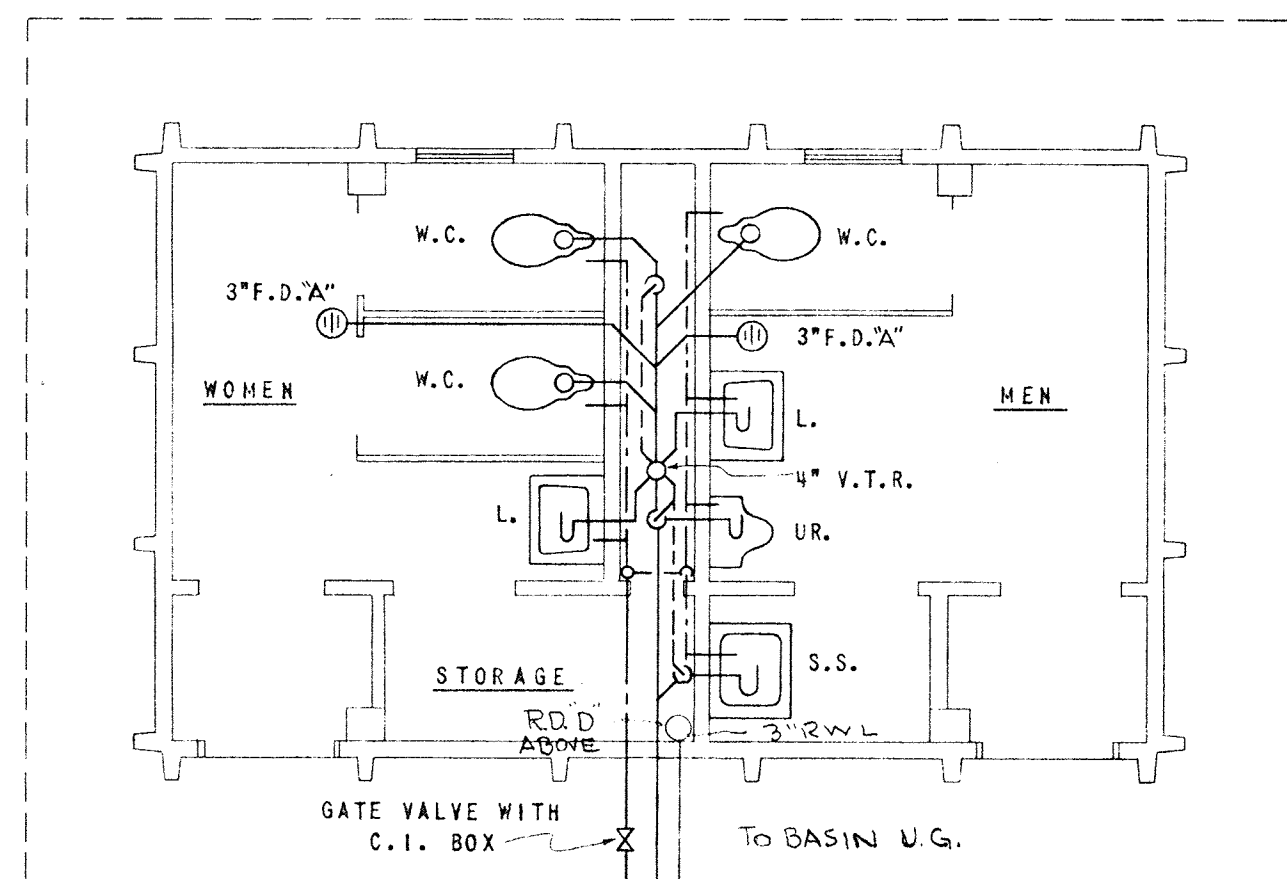 W.C.
W.C.
3"F.D."A"
3"F.D."A"
W.C.
WOMEN
MEN
L.
4" V.T.R.
L.
UR.
S.S.
STORAGE
R.D."D"
ABOVE
3"RWL
GATE VALVE WITH
C.I. BOX
TO BASIN U.G.